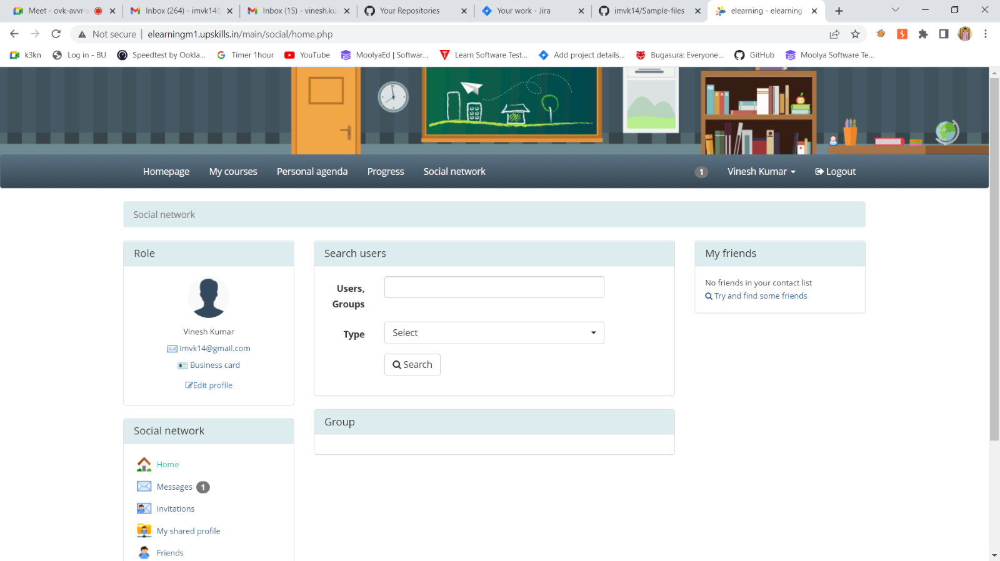 Meet - ovk-avvr-x
Inbox (264) - imvk14@
Inbox (15) - vinesh.ku
Your Repositories
Your work - Jira
imvk14/Sample-files
elearning - elearning
Not secure
elearningm1.upskills.in/main/social/home.php
k3kn
Log in - BU
Speedtest by Ookla...
Timer 1hour
YouTube
MoolyaEd | Softwar...
Learn Software Test...
Add project details...
Bugasura: Everyone...
GitHub
Moolya Software Te...
Homepage
My courses
Personal agenda
Progress
Social network
1
Vinesh Kumar
Logout
Social network
Role
Vinesh Kumar
imvk14@gmail.com
Business card
Edit profile
Social network
Home
Messages 1
Invitations
My shared profile
Friends
Search users
Users,
Groups
Type
Select
Search
Group
My friends
No friends in your contact list
Try and find some friends